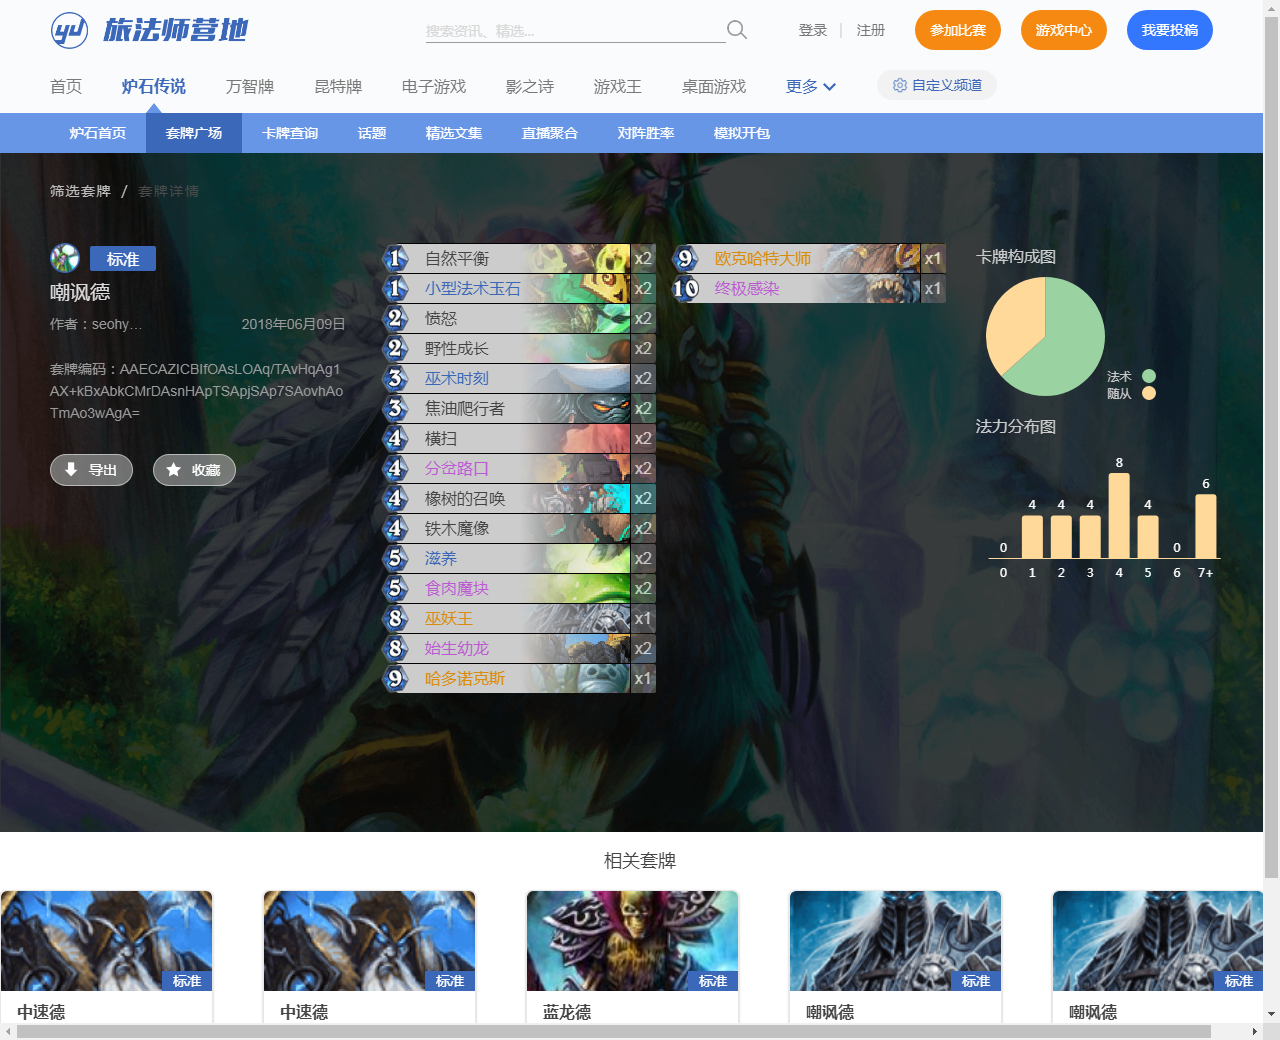 旅法师营地
搜索资讯、精选...
登录 | 注册
参加比赛
游戏中心
我要投稿
首页
炉石传说
万智牌
昆特牌
电子游戏
影之诗
游戏王
桌面游戏
更多
自定义频道
炉石首页
套牌广场
卡牌查询
话题
精选文集
直播聚合
对阵胜率
模拟开包
筛选套牌 / 套牌详情
标准
嘲讽德
作者：seohy... 2018年06月09日
套牌编码：AAECAZICBIfOAsLOAq/TAvHqAg1
AX+kBxAbkCMrDAsnHApTSApjSAp7SAovhAo
TmAo3wAgA=
导出
收藏
1 自然平衡 x2
1 小型法术玉石 x2
2 愤怒 x2
2 野性成长 x2
3 巫术时刻 x2
3 焦油爬行者 x2
4 横扫 x2
4 分岔路口 x2
4 橡树的召唤 x2
4 铁木魔像 x2
5 滋养 x2
5 食肉魔块 x2
8 巫妖王 x1
8 始生幼龙 x2
9 哈多诺克斯 x1
9 欧克哈特大师 x1
10 终极感染 x1
卡牌构成图
法术
随从
法力分布图
0 4 4 4 8 4 0 6
0 1 2 3 4 5 6 7+
相关套牌
标准
中速德
标准
中速德
标准
蓝龙德
标准
嘲讽德
标准
嘲讽德